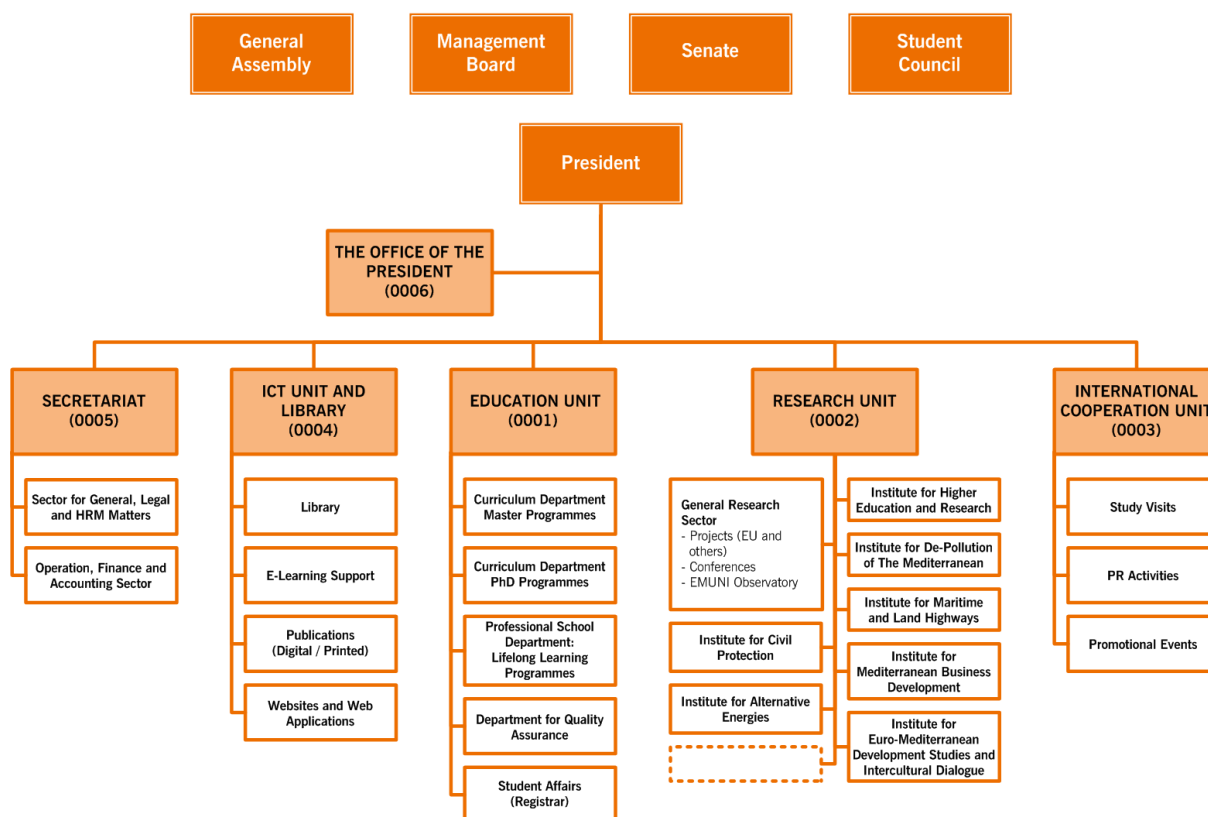 General
Assembly
Management
Board
Senate
Student
Council
President
THE OFFICE OF THE
PRESIDENT
(0006)
SECRETARIAT
(0005)
ICT UNIT AND
LIBRARY
(0004)
EDUCATION UNIT
(0001)
RESEARCH UNIT
(0002)
INTERNATIONAL
COOPERATION UNIT
(0003)
Sector for General, Legal
and HRM Matters
Operation, Finance and
Accounting Sector
Library
E-Learning Support
Publications
(Digital / Printed)
Websites and Web
Applications
Curriculum Department
Master Programmes
Curriculum Department
PhD Programmes
Professional School
Department:
Lifelong Learning
Programmes
Department for Quality
Assurance
Student Affairs
(Registrar)
General Research
Sector
- Projects (EU and
others)
- Conferences
- EMUNI Observatory
Institute for Civil
Protection
Institute for Alternative
Energies
Institute for Higher
Education and Research
Institute for De-Pollution
of The Mediterranean
Institute for Maritime
and Land Highways
Institute for
Mediterranean Business
Development
Institute for
Euro-Mediterranean
Development Studies and
Intercultural Dialogue
Study Visits
PR Activities
Promotional Events